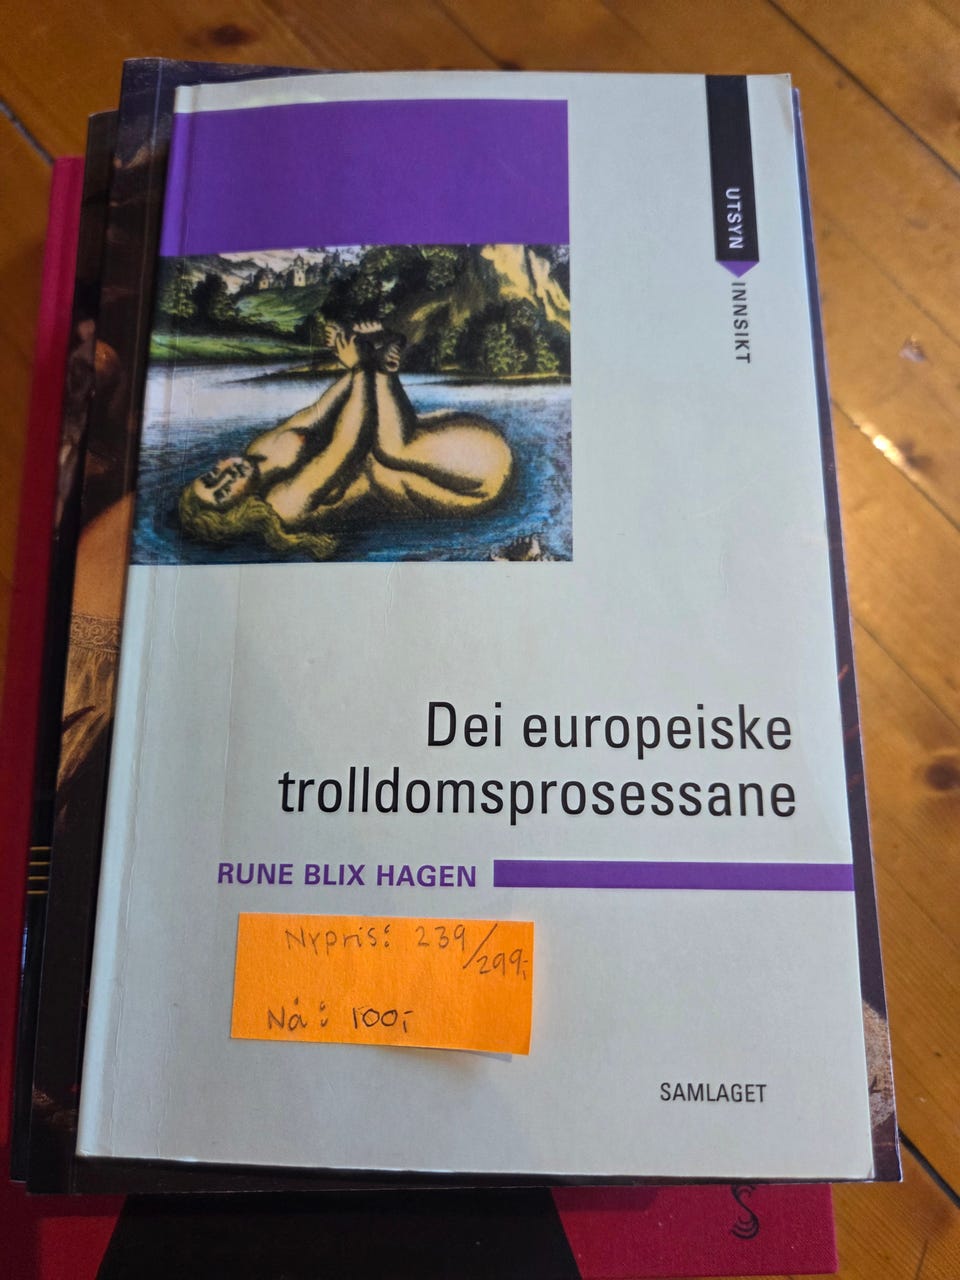 UTSYN
INNSIKT
Dei europeiske
trolldomsprosessane
RUNE BLIX HAGEN
Nypris: 239/299,-
Nå: 100,-
SAMLAGET